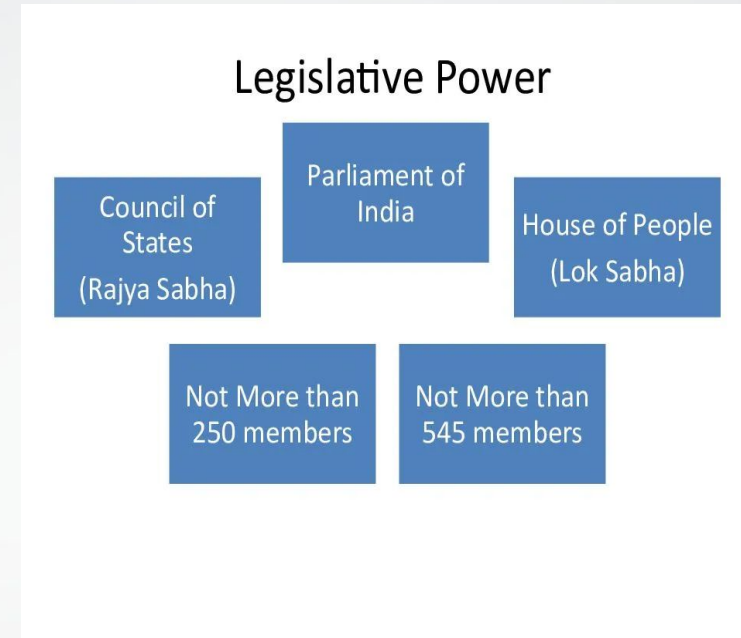 Legislative Power
Parliament of
India
Council of
States
(Rajya Sabha)
House of People
(Lok Sabha)
Not More than
250 members
Not More than
545 members